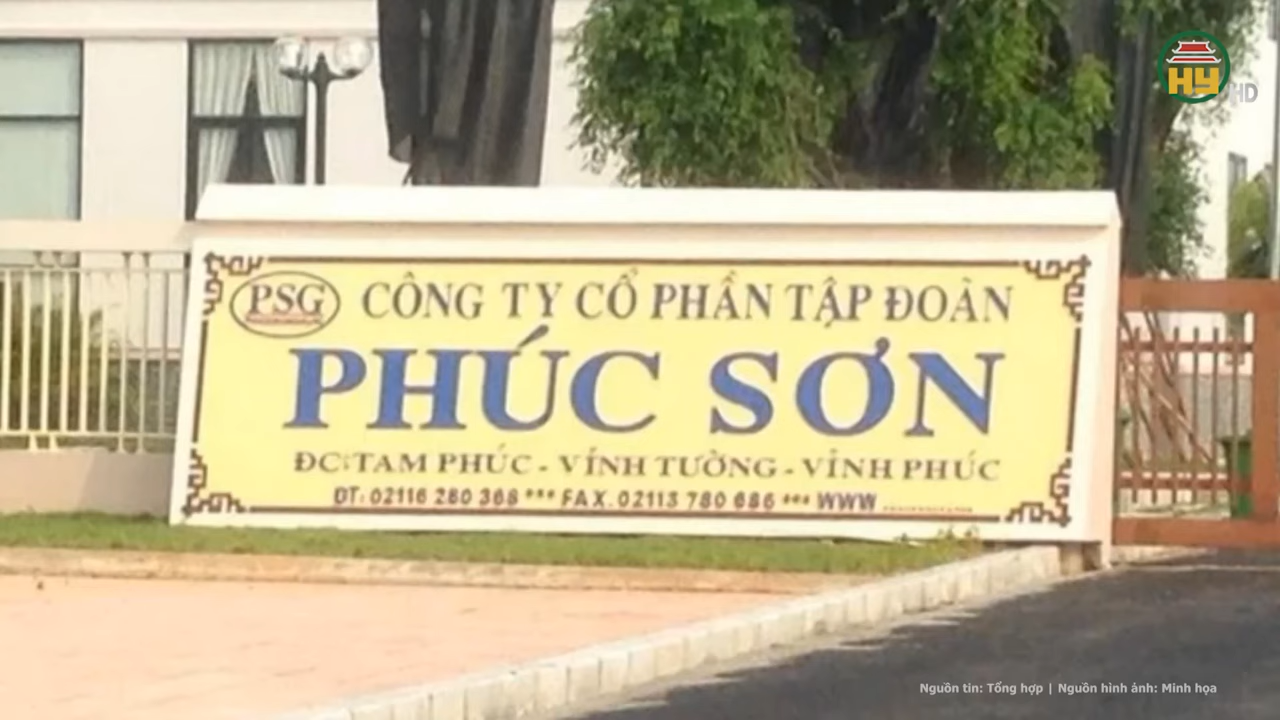 HY HD
PSG CÔNG TY CỔ PHẦN TẬP ĐOÀN
PHÚC SƠN
ĐC: TAM PHÚC - VĨNH TƯỜNG - VĨNH PHÚC
ĐT: 02116 280 368 *** FAX. 02113 780 686 *** WWW
Nguồn tin: Tổng hợp | Nguồn hình ảnh: Minh họa